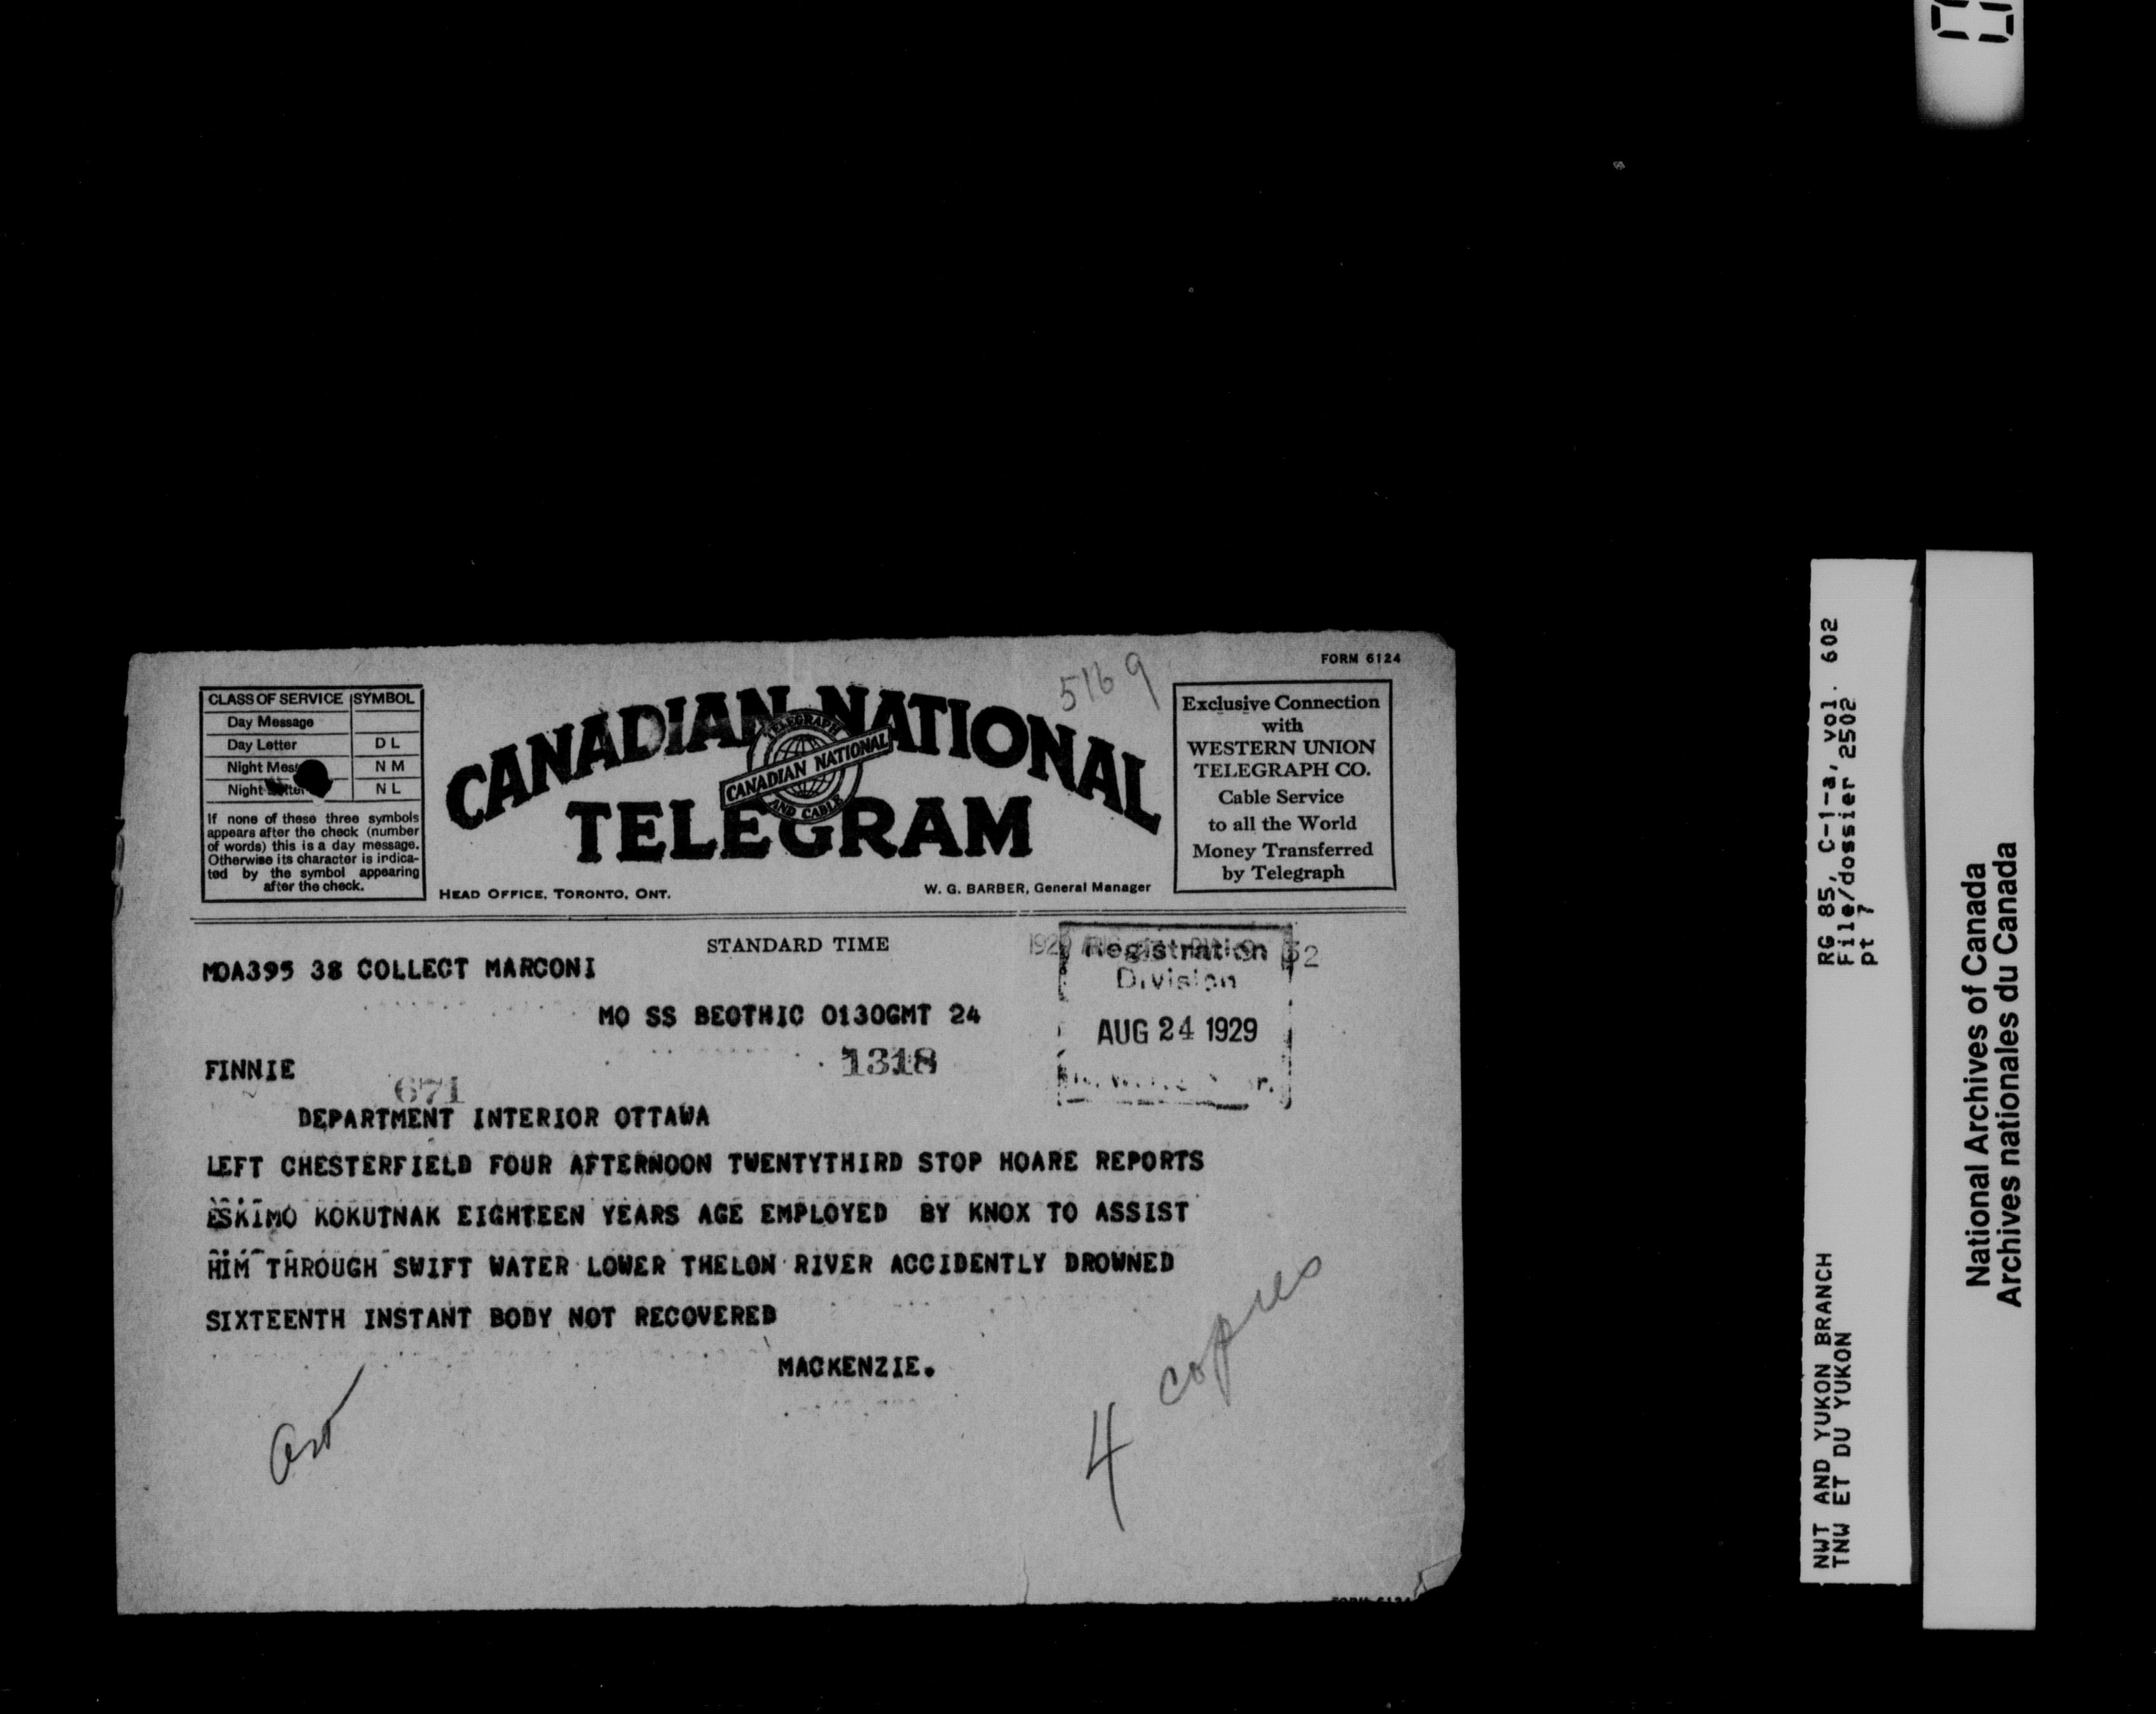 FORM 6124
5169
CLASS OF SERVICE SYMBOL
Day Message
Day Letter D L
Night N M
Night N L
If none of these three symbols
appears after the check (number
of words) this is a day message.
Otherwise its character is indica-
ted by the symbol appearing
after the check.
CANADIAN NATIONAL
TELEGRAPH
CANADIAN NATIONAL
AND CABLE
TELEGRAM
HEAD OFFICE, TORONTO, ONT.
W. G. BARBER, General Manager
Exclusive Connection
with
WESTERN UNION
TELEGRAPH CO.
Cable Service
to all the World
Money Transferred
by Telegraph
STANDARD TIME
Registration
Division
AUG 24 1929
MDA395 38 COLLECT MARCONI
MO SS BEOTHIC 0130GMT 24
1318
FINNIE
671
DEPARTMENT INTERIOR OTTAWA
LEFT CHESTERFIELD FOUR AFTERNOON TWENTYTHIRD STOP HOARE REPORTS
ESKIMO KOKUTNAK EIGHTEEN YEARS AGE EMPLOYED BY KNOX TO ASSIST
HIM THROUGH SWIFT WATER LOWER THELON RIVER ACCIDENTLY DROWNED
SIXTEENTH INSTANT BODY NOT RECOVERED
MACKENZIE.
4 copies
RG 85, C-1-a, vol. 602
File/dossier 2502
pt 7
NWT AND YUKON BRANCH
TNW ET DU YUKON
National Archives of Canada
Archives nationales du Canada